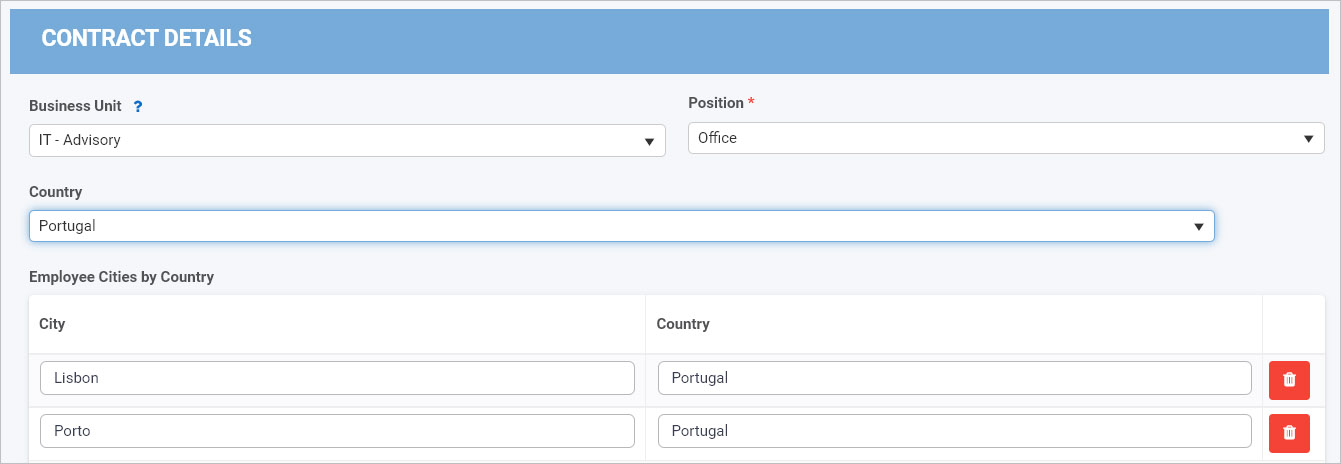 CONTRACT DETAILS
Business Unit ?
Position *
IT - Advisory
Office
Country
Portugal
Employee Cities by Country
City Country
Lisbon Portugal
Porto Portugal